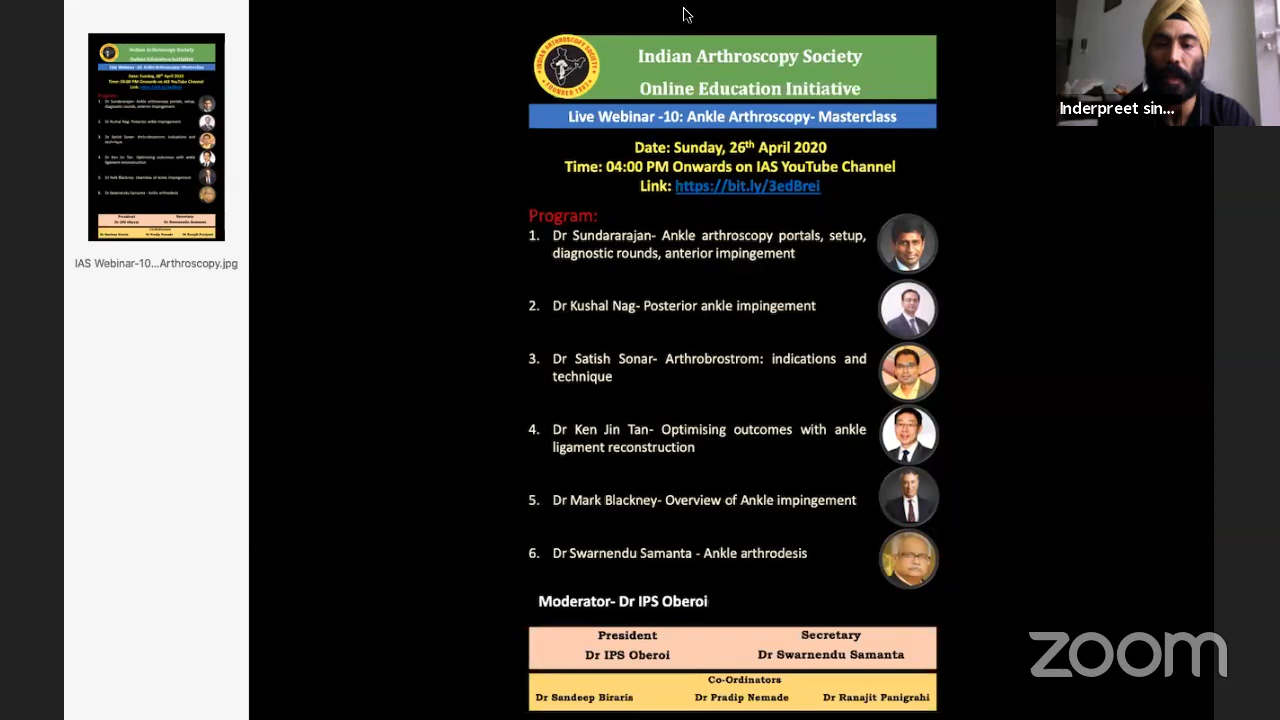 Indian Arthroscopy Society
Online Education Initiative
Live Webinar -10: Ankle Arthroscopy- Masterclass
Date: Sunday, 26th April 2020
Time: 04:00 PM Onwards on IAS YouTube Channel
Link: https://bit.ly/3edBrei
Program:
1. Dr Sundararajan- Ankle arthroscopy portals, setup,
diagnostic rounds, anterior impingement
2. Dr Kushal Nag- Posterior ankle impingement
3. Dr Satish Sonar- Arthrobrostrom: indications and
technique
4. Dr Ken Jin Tan- Optimising outcomes with ankle
ligament reconstruction
5. Dr Mark Blackney- Overview of Ankle impingement
6. Dr Swarnendu Samanta - Ankle arthrodesis
Moderator- Dr IPS Oberoi
President Secretary
Dr IPS Oberoi Dr Swarnendu Samanta
Co-Ordinators
Dr Sandeep Biraris Dr Pradip Nemade Dr Ranajit Panigrahi
IAS Webinar-10...Arthroscopy.jpg
Inderpreet sin...
zoom